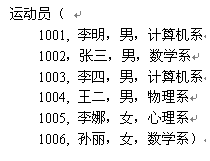 运动员（
1001, 李明，男，计算机系
1002，张三，男，数学系
1003, 李四，男，计算机系
1004, 王二，男，物理系
1005, 李娜，女，心理系
1006, 孙丽，女，数学系）